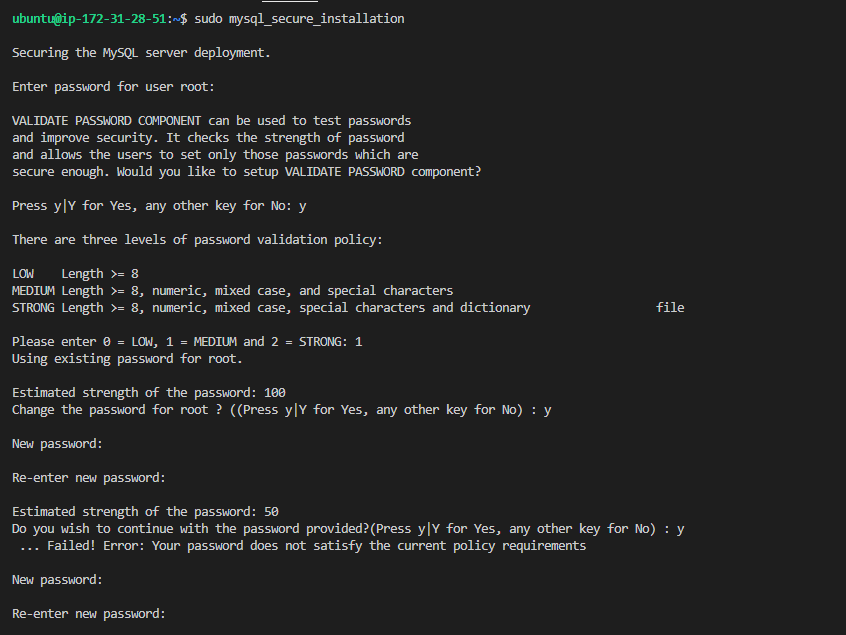 ubuntu@ip-172-31-28-51:~$ sudo mysql_secure_installation
Securing the MySQL server deployment.
Enter password for user root:
VALIDATE PASSWORD COMPONENT can be used to test passwords
and improve security. It checks the strength of password
and allows the users to set only those passwords which are
secure enough. Would you like to setup VALIDATE PASSWORD component?
Press y|Y for Yes, any other key for No: y
There are three levels of password validation policy:
LOW    Length >= 8
MEDIUM Length >= 8, numeric, mixed case, and special characters
STRONG Length >= 8, numeric, mixed case, special characters and dictionary                  file
Please enter 0 = LOW, 1 = MEDIUM and 2 = STRONG: 1
Using existing password for root.
Estimated strength of the password: 100
Change the password for root ? ((Press y|Y for Yes, any other key for No) : y
New password:
Re-enter new password:
Estimated strength of the password: 50
Do you wish to continue with the password provided?(Press y|Y for Yes, any other key for No) : y
 ... Failed! Error: Your password does not satisfy the current policy requirements
New password:
Re-enter new password: